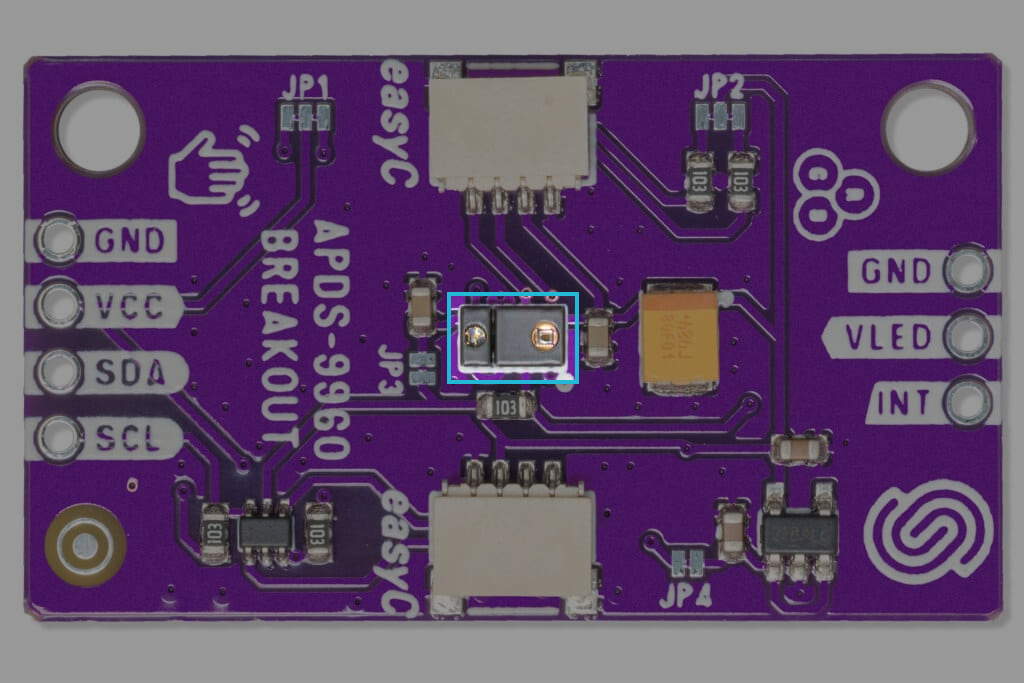 JP1
easyC
JP2
103
103
GND
VCC
SDA
SCL
APDS-9960
BREAKOUT
GND
VLED
INT
JP3
103
103
103
easyC
JP4